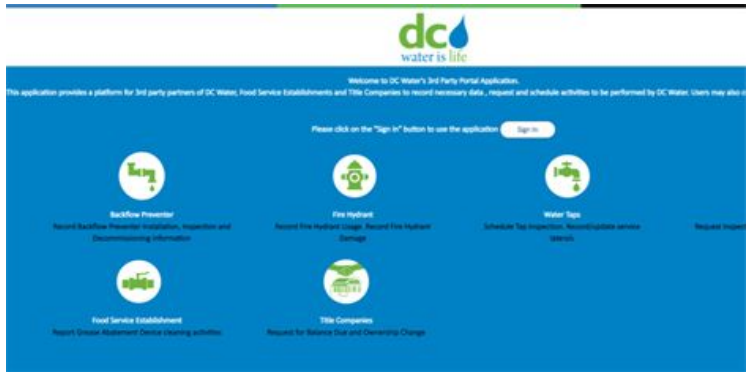 dc
water is life
Welcome to DC Water's 3rd Party Portal Application.
This application provides a platform for 3rd party partners of DC Water, Food Service Establishments and Title Companies to record necessary data , request and schedule activities to be performed by DC Water. Users may also
Please click on the "Sign In" button to use the application
Sign In
Backflow Preventer
Record Backflow Preventer Installation, Inspection and
Decommissioning Information
Fire Hydrant
Record Fire Hydrant Usage, Record Fire Hydrant
Damage
Water Taps
Schedule Tap Inspection. Record/update service
Request
Food Service Establishment
Report Grease Abatement Device cleaning activities
Title Companies
Request for Balance Due and Ownership Change